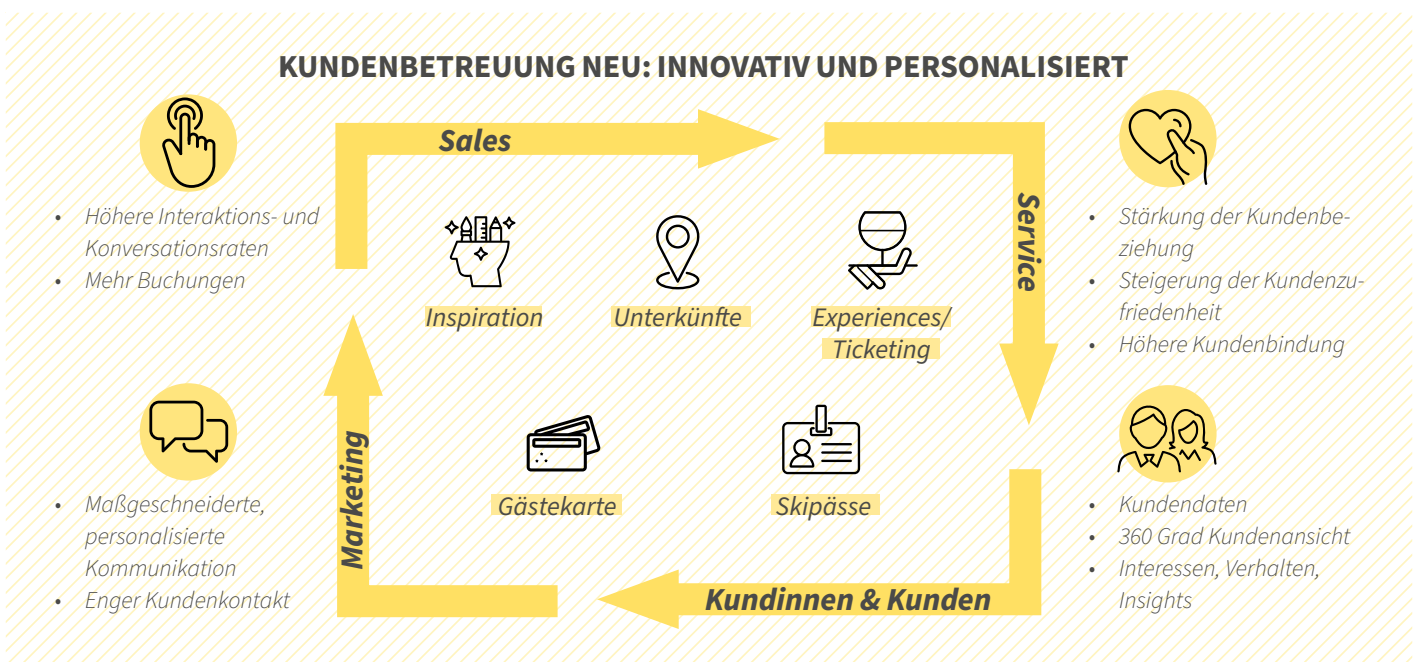 KUNDENBETREUUNG NEU: INNOVATIV UND PERSONALISIERT
Sales
• Höhere Interaktions- und
Konversationsraten
• Mehr Buchungen
Inspiration
Unterkünfte
Experiences/
Ticketing
Service
• Stärkung der Kundenbe-
ziehung
• Steigerung der Kundenzu-
friedenheit
• Höhere Kundenbindung
Marketing
• Maßgeschneiderte,
personalisierte
Kommunikation
• Enger Kundenkontakt
Gästekarte
Skipässe
Kundinnen & Kunden
• Kundendaten
• 360 Grad Kundenansicht
• Interessen, Verhalten,
Insights